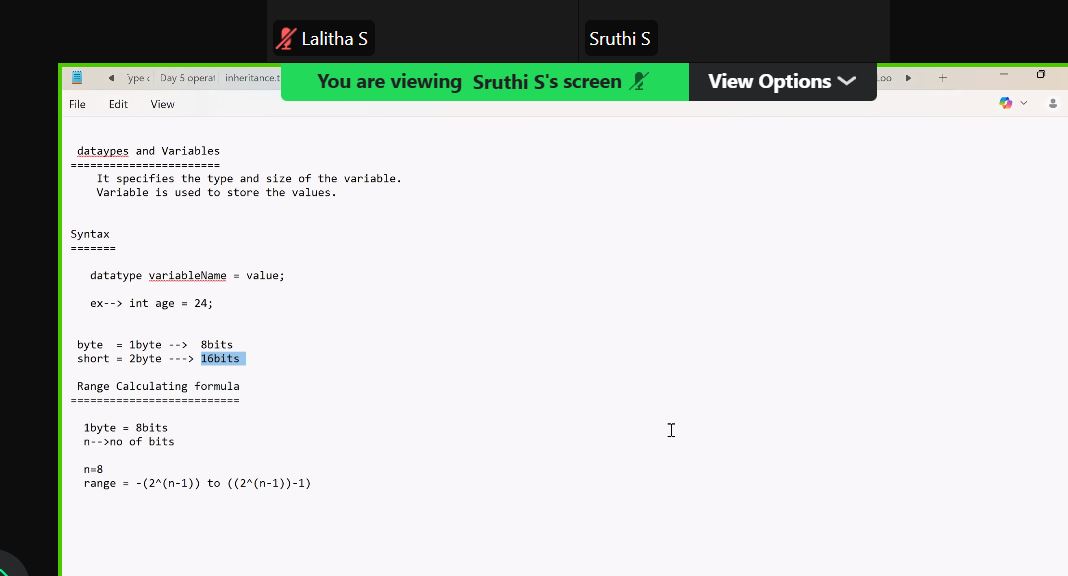 Lalitha S
Sruthi S
You are viewing Sruthi S's screen
View Options
Day 5 operat
inheritance.t
File Edit View
dataypes and Variables
=======================
It specifies the type and size of the variable.
Variable is used to store the values.
Syntax
=======
datatype variableName = value;
ex--> int age = 24;
byte = 1byte --> 8bits
short = 2byte ---> 16bits
Range Calculating formula
==========================
1byte = 8bits
n-->no of bits
n=8
range = -(2^(n-1)) to ((2^(n-1))-1)